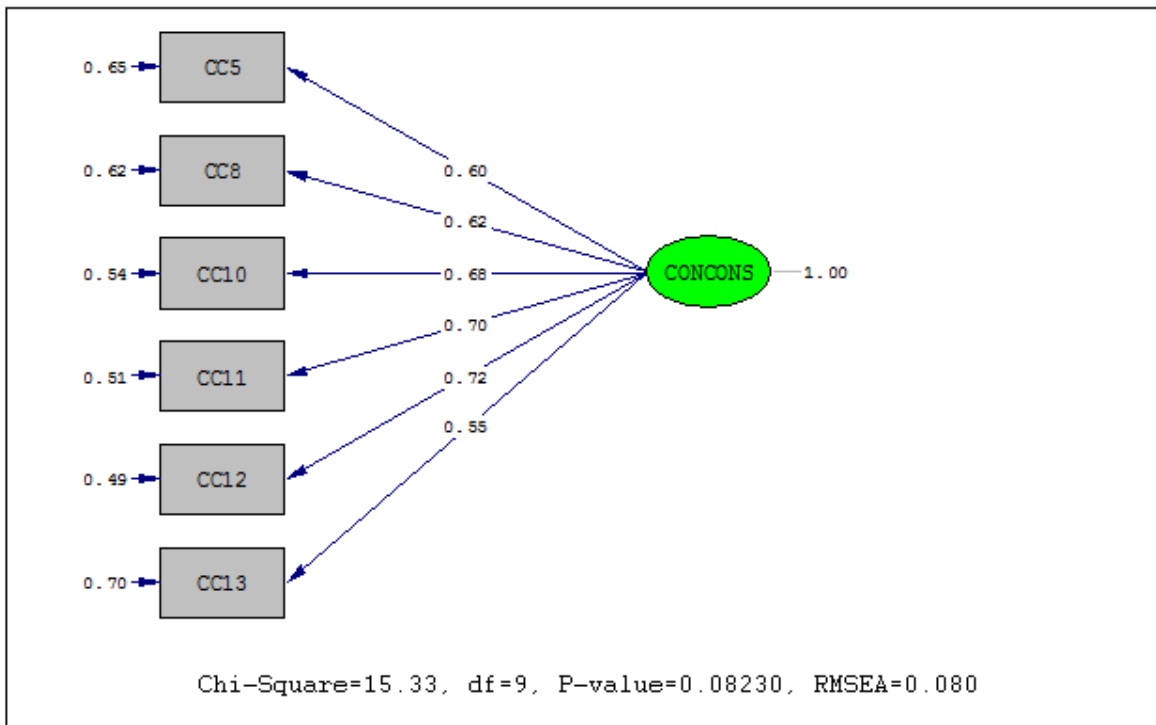 0.65 CC5
0.62 CC8 0.60
0.62
0.54 CC10 0.68 CONCONS 1.00
0.70
0.51 CC11 0.72
0.55
0.49 CC12
0.70 CC13
Chi-Square=15.33, df=9, P-value=0.08230, RMSEA=0.080